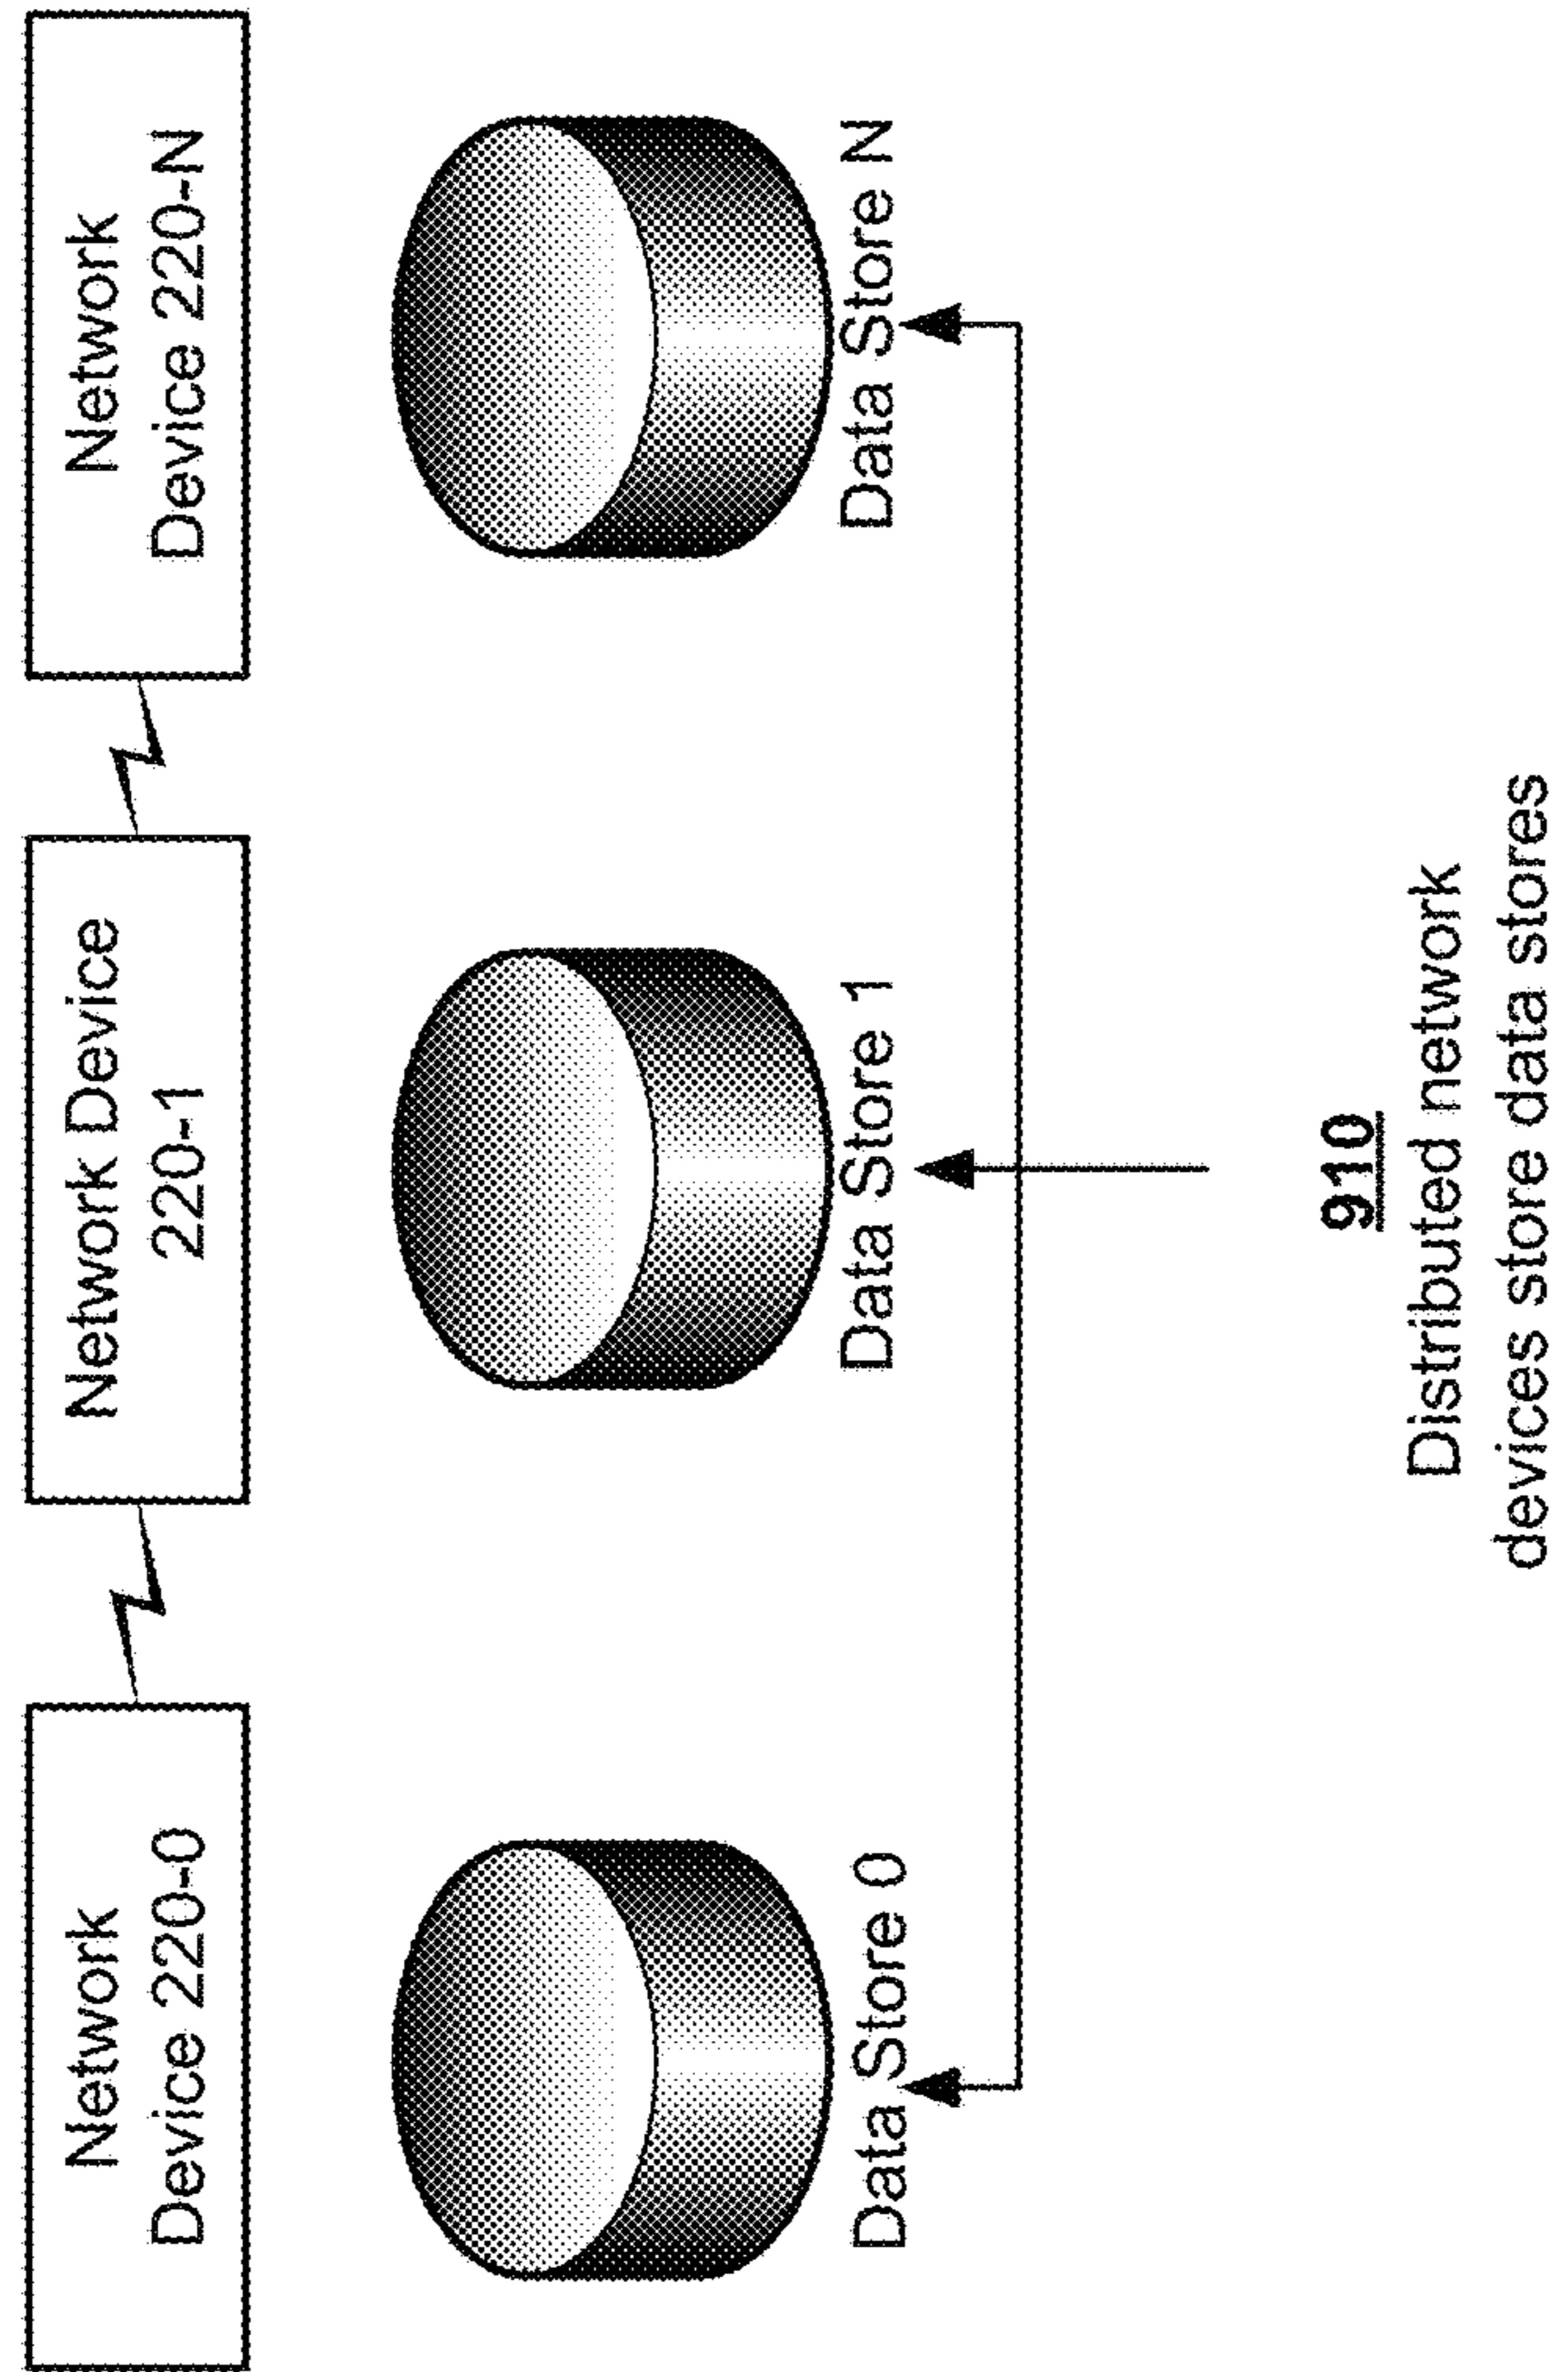 Network
Device 220-0
Network Device
220-1
Network
Device 220-N
Data Store 0
Data Store 1
Data Store N
910
Distributed network
devices store data stores